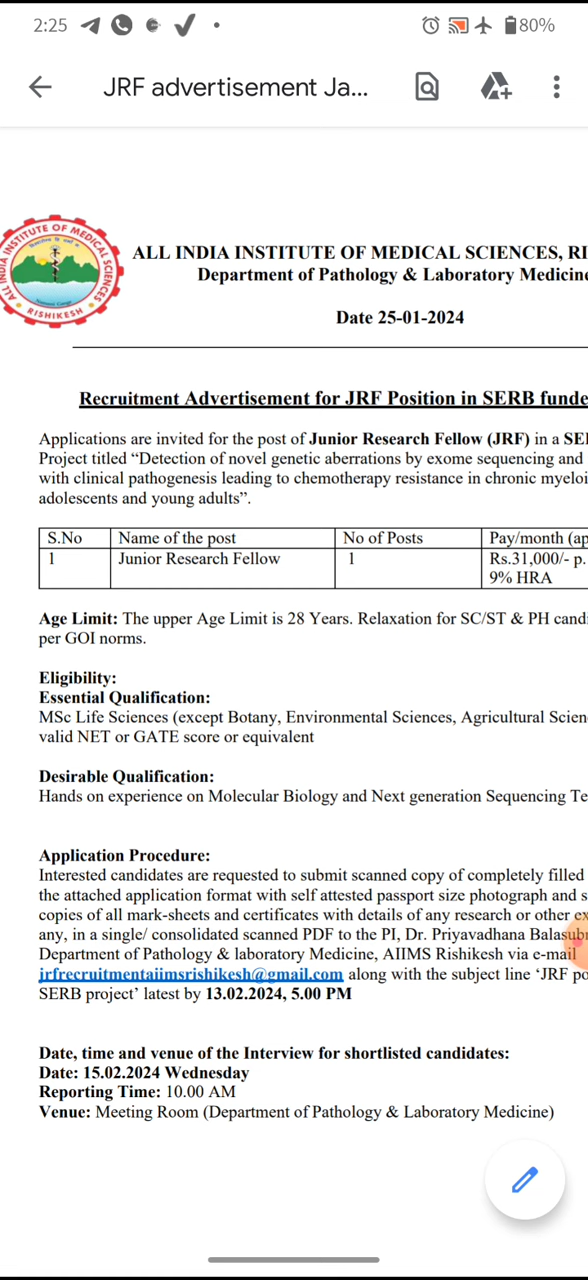 2:25
80%
JRF advertisement Ja...
ALL INDIA INSTITUTE OF MEDICAL SCIENCES
RISHIKESH
ALL INDIA INSTITUTE OF MEDICAL SCIENCES, RI
Department of Pathology & Laboratory Medicine
Date 25-01-2024
Recruitment Advertisement for JRF Position in SERB funde
Applications are invited for the post of Junior Research Fellow (JRF) in a SE
Project titled “Detection of novel genetic aberrations by exome sequencing and
with clinical pathogenesis leading to chemotherapy resistance in chronic myeloi
adolescents and young adults”.
S.No Name of the post No of Posts Pay/month (ap
1 Junior Research Fellow 1 Rs.31,000/- p.
9% HRA
Age Limit: The upper Age Limit is 28 Years. Relaxation for SC/ST & PH cand
per GOI norms.
Eligibility:
Essential Qualification:
MSc Life Sciences (except Botany, Environmental Sciences, Agricultural Scien
valid NET or GATE score or equivalent
Desirable Qualification:
Hands on experience on Molecular Biology and Next generation Sequencing Te
Application Procedure:
Interested candidates are requested to submit scanned copy of completely filled
the attached application format with self attested passport size photograph and s
copies of all mark-sheets and certificates with details of any research or other ex
any, in a single/ consolidated scanned PDF to the PI, Dr. Priyavadhana Balasub
Department of Pathology & laboratory Medicine, AIIMS Rishikesh via e-mail
jrfrecruitmentaiimsrishikesh@gmail.com along with the subject line ‘JRF po
SERB project’ latest by 13.02.2024, 5.00 PM
Date, time and venue of the Interview for shortlisted candidates:
Date: 15.02.2024 Wednesday
Reporting Time: 10.00 AM
Venue: Meeting Room (Department of Pathology & Laboratory Medicine)